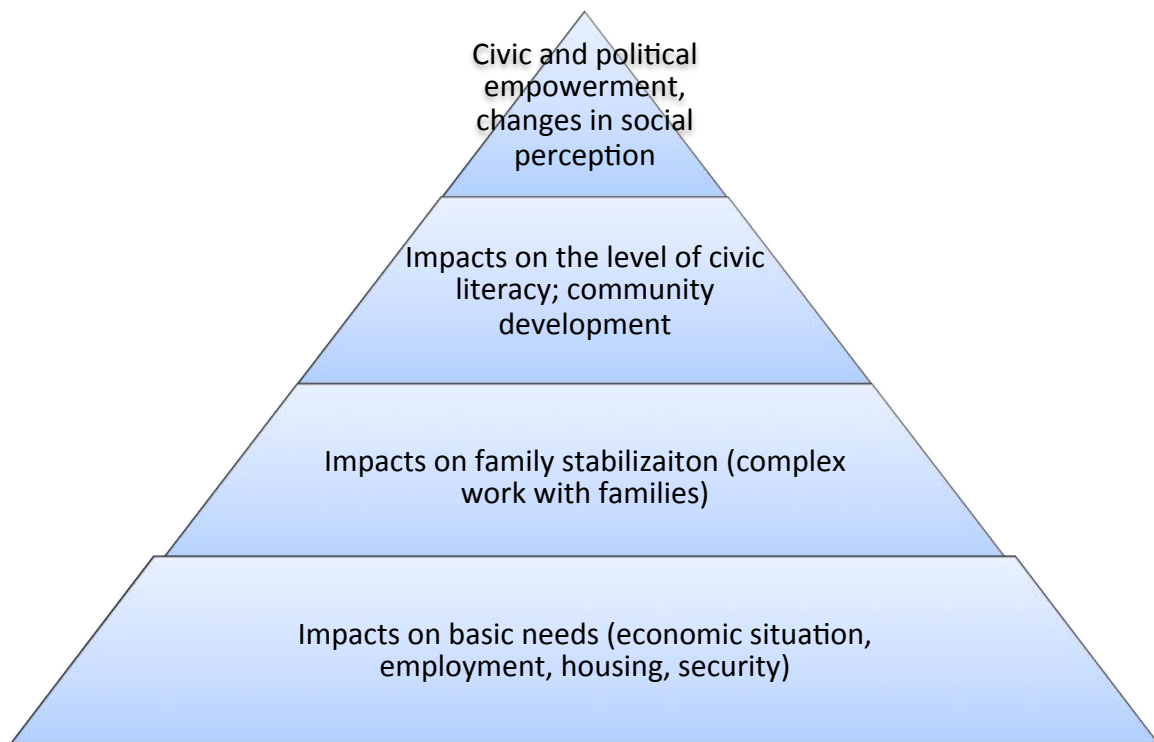 Civic and political
empowerment,
changes in social
perception
Impacts on the level of civic
literacy; community
development
Impacts on family stabilizaiton (complex
work with families)
Impacts on basic needs (economic situation,
employment, housing, security)